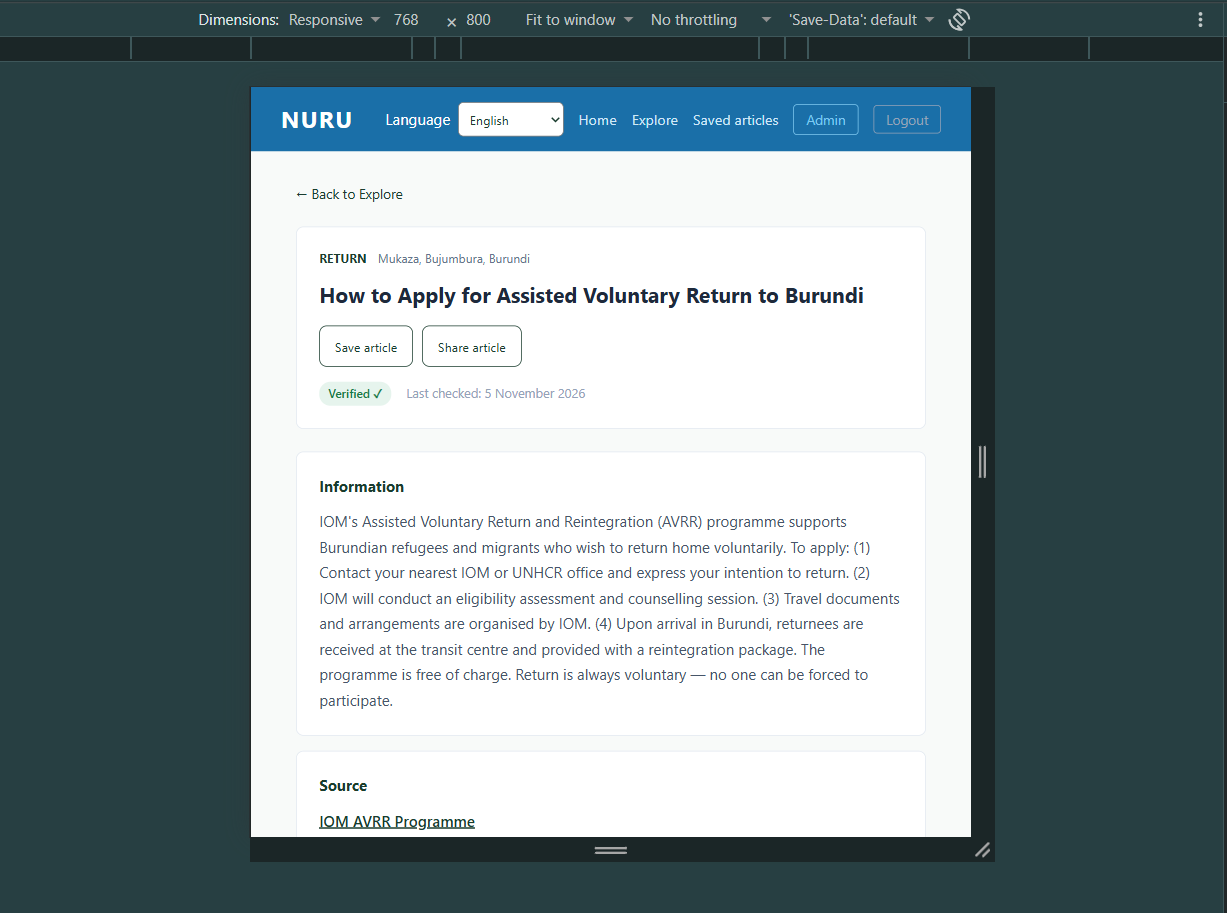 Dimensions: Responsive 768 × 800 Fit to window No throttling 'Save-Data': default
NURU Language English Home Explore Saved articles Admin Logout
← Back to Explore
RETURN Mukaza, Bujumbura, Burundi
How to Apply for Assisted Voluntary Return to Burundi
Save article Share article
Verified ✓ Last checked: 5 November 2026
Information
IOM's Assisted Voluntary Return and Reintegration (AVRR) programme supports
Burundian refugees and migrants who wish to return home voluntarily. To apply: (1)
Contact your nearest IOM or UNHCR office and express your intention to return. (2)
IOM will conduct an eligibility assessment and counselling session. (3) Travel documents
and arrangements are organised by IOM. (4) Upon arrival in Burundi, returnees are
received at the transit centre and provided with a reintegration package. The
programme is free of charge. Return is always voluntary — no one can be forced to
participate.
Source
IOM AVRR Programme